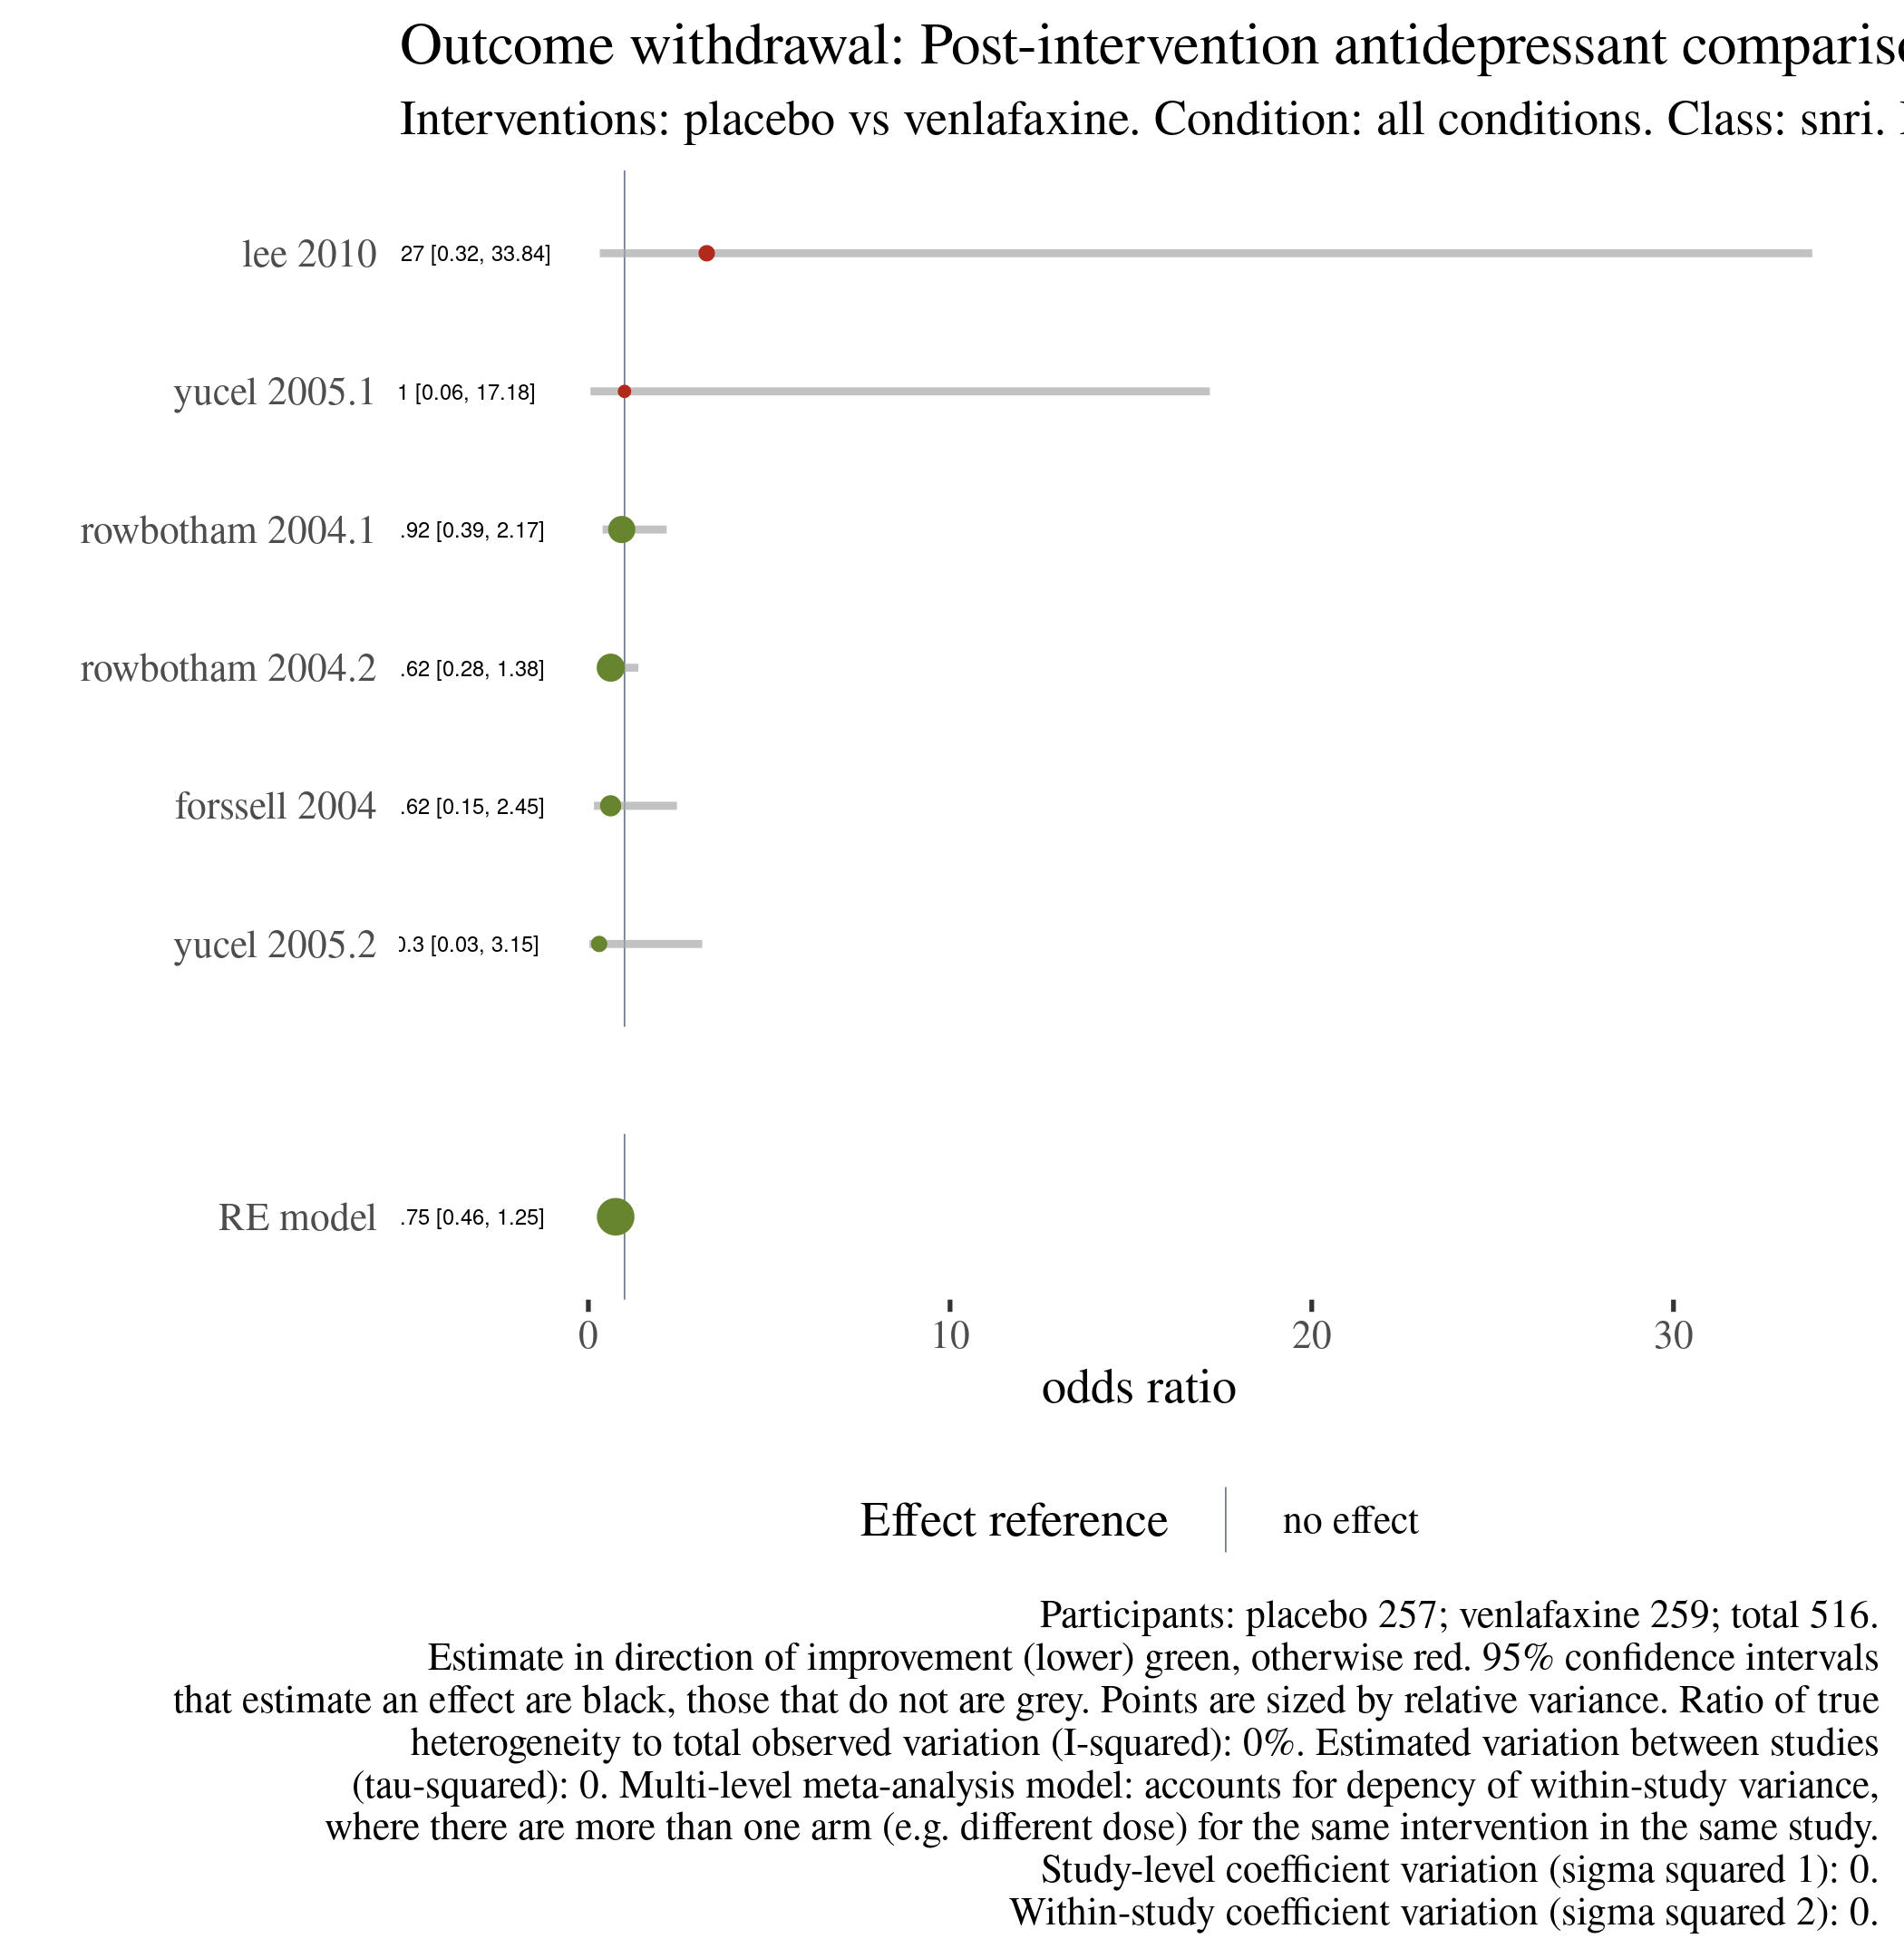 Outcome withdrawal: Post-intervention antidepressant comparis
Interventions: placebo vs venlafaxine. Condition: all conditions. Class: snri.
lee 2010 27 [0.32, 33.84]
yucel 2005.1 1 [0.06, 17.18]
rowbotham 2004.1 .92 [0.39, 2.17]
rowbotham 2004.2 .62 [0.28, 1.38]
forssell 2004 .62 [0.15, 2.45]
yucel 2005.2 0.3 [0.03, 3.15]
RE model .75 [0.46, 1.25]
0 10 20 30
odds ratio
Effect reference no effect
Participants: placebo 257; venlafaxine 259; total 516.
Estimate in direction of improvement (lower) green, otherwise red. 95% confidence intervals
that estimate an effect are black, those that do not are grey. Points are sized by relative variance. Ratio of true
heterogeneity to total observed variation (I-squared): 0%. Estimated variation between studies
(tau-squared): 0. Multi-level meta-analysis model: accounts for depency of within-study variance,
where there are more than one arm (e.g. different dose) for the same intervention in the same study.
Study-level coefficient variation (sigma squared 1): 0.
Within-study coefficient variation (sigma squared 2): 0.